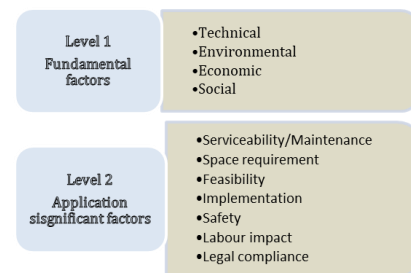 Level 1
Fundamental
factors
•Technical
•Environmental
•Economic
•Social
Level 2
Application
sisgnificant factors
•Serviceability/Maintenance
•Space requirement
•Feasibility
•Implementation
•Safety
•Labour impact
•Legal compliance